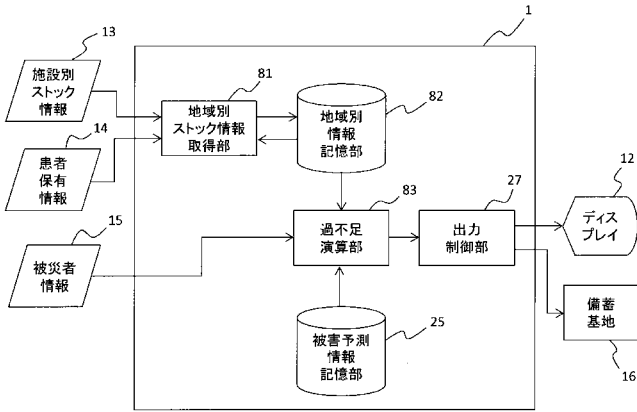 1
13
施設別
ストック
情報
14
患者
保有
情報
15
被災者
情報
81
地域別
ストック情報
取得部
82
地域別
情報
記憶部
83
過不足
演算部
27
出力
制御部
12
ディス
プレイ
25
被害予測
情報
記憶部
備蓄
基地
16